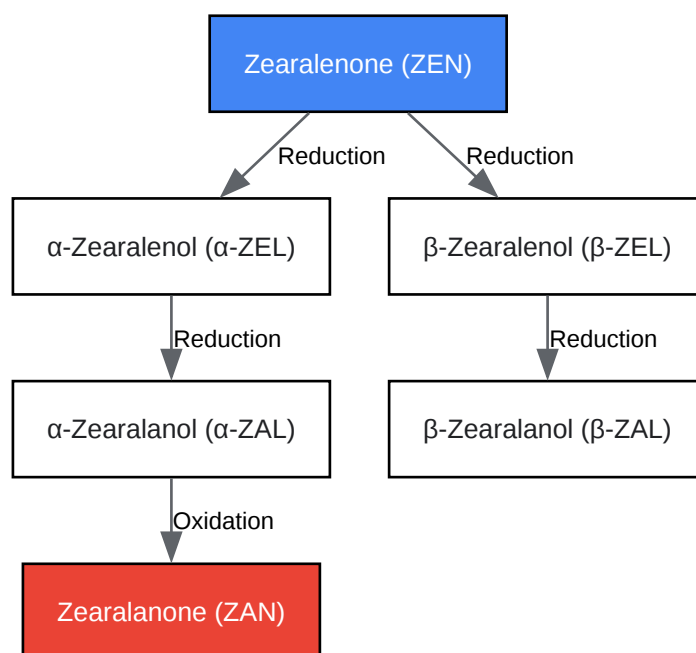 Zearalenone (ZEN)
Reduction
Reduction
α-Zearalenol (α-ZEL)
β-Zearalenol (β-ZEL)
Reduction
Reduction
α-Zearalanol (α-ZAL)
β-Zearalanol (β-ZAL)
Oxidation
Zearalanone (ZAN)